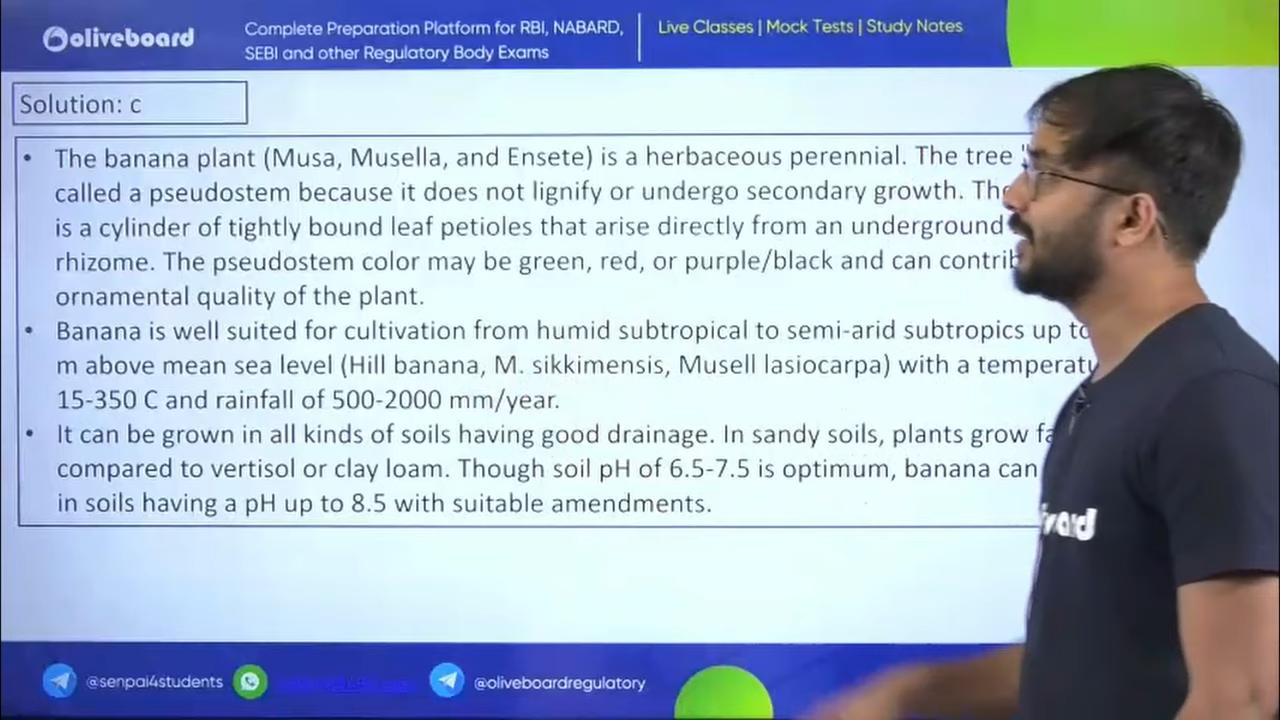 oliveboard
Complete Preparation Platform for RBI, NABARD,
SEBI and other Regulatory Body Exams
Live Classes | Mock Tests | Study Notes
Solution: c
• The banana plant (Musa, Musella, and Ensete) is a herbaceous perennial. The tree
called a pseudostem because it does not lignify or undergo secondary growth.
is a cylinder of tightly bound leaf petioles that arise directly from an underground
rhizome. The pseudostem color may be green, red, or purple/black and can
ornamental quality of the plant.
• Banana is well suited for cultivation from humid subtropical to semi-arid subtropics up
m above mean sea level (Hill banana, M. sikkimensis, Musell lasiocarpa) with a
15-350 C and rainfall of 500-2000 mm/year.
• It can be grown in all kinds of soils having good drainage. In sandy soils, plants grow
compared to vertisol or clay loam. Though soil pH of 6.5-7.5 is optimum, banana can
in soils having a pH up to 8.5 with suitable amendments.
@senpai4students
@oliveboardregulatory